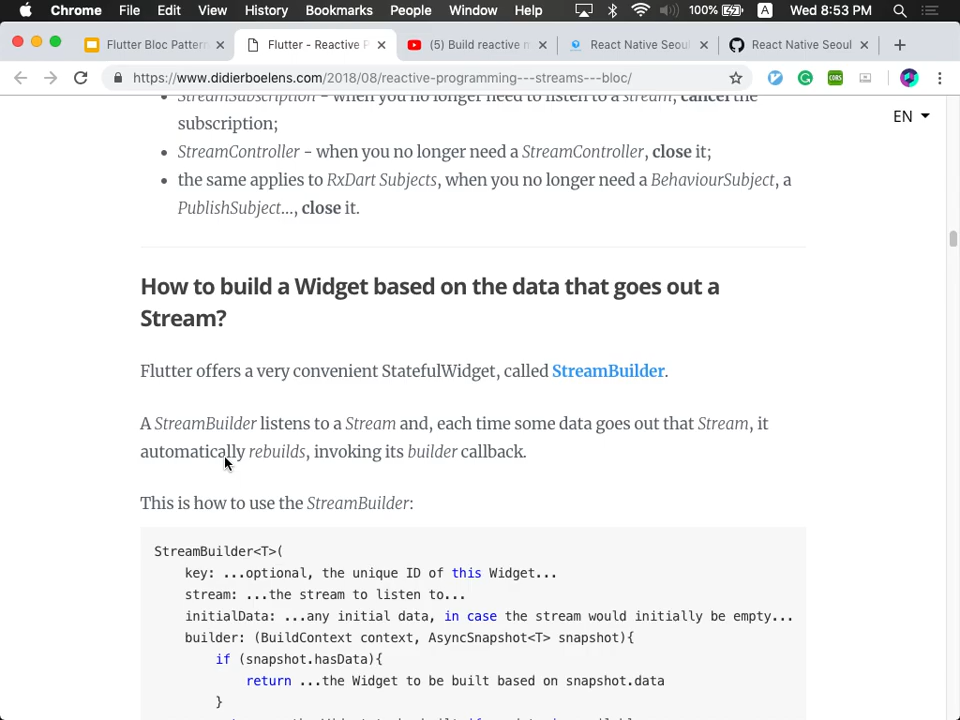 Chrome File Edit View History Bookmarks People Window Help 100% A Wed 8:53 PM
Flutter Bloc Pattern Flutter - Reactive P (5) Build reactive m React Native Seoul React Native Seoul
https://www.didierboelens.com/2018/08/reactive-programming---streams---bloc/
EN
StreamSubscription - when you no longer need to listen to a stream, cancel the
subscription;
StreamController - when you no longer need a StreamController, close it;
the same applies to RxDart Subjects, when you no longer need a BehaviourSubject, a
PublishSubject..., close it.
How to build a Widget based on the data that goes out a
Stream?
Flutter offers a very convenient StatefulWidget, called StreamBuilder.
A StreamBuilder listens to a Stream and, each time some data goes out that Stream, it
automatically rebuilds, invoking its builder callback.
This is how to use the StreamBuilder:
StreamBuilder<T>(
key: ...optional, the unique ID of this Widget...
stream: ...the stream to listen to...
initialData: ...any initial data, in case the stream would initially be empty...
builder: (BuildContext context, AsyncSnapshot<T> snapshot){
if (snapshot.hasData){
return ...the Widget to be built based on snapshot.data
}